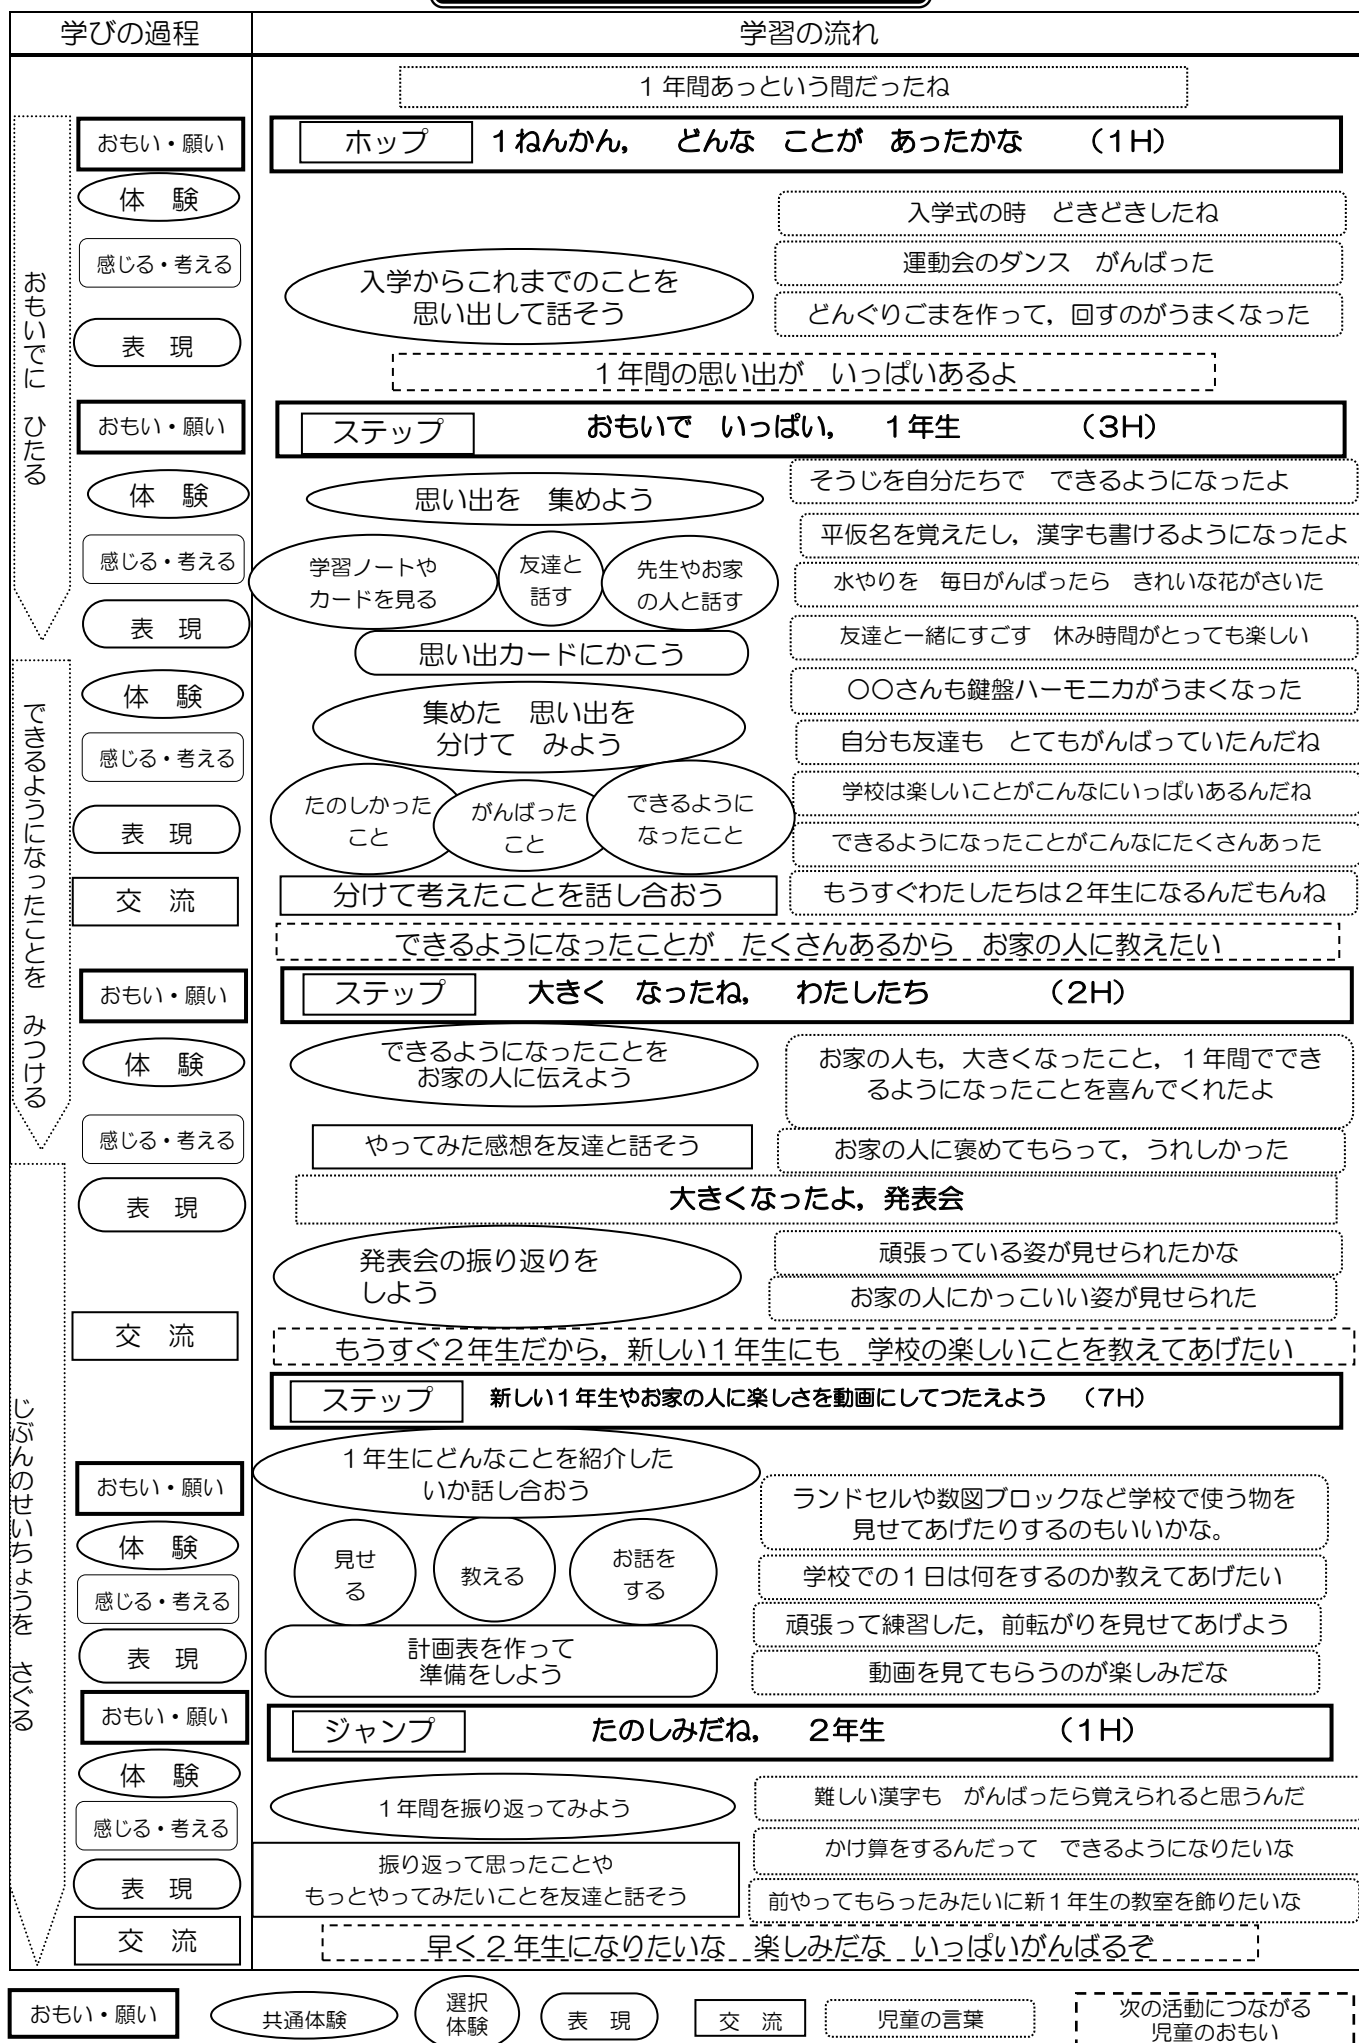 学びの過程
学習の流れ
1年間あっという間だったね
おもいでに ひたる
おもい・願い
ホップ 1ねんかん, どんな ことが あったかな (1H)
体 験
入学式の時 どきどきしたね
感じる・考える
入学からこれまでのことを
思い出して話そう
運動会のダンス がんばった
どんぐりごまを作って,回すのがうまくなった
表 現
1年間の思い出が いっぱいあるよ
おもい・願い
ステップ おもいで いっぱい, 1年生 (3H)
体 験
思い出を 集めよう
そうじを自分たちで できるようになったよ
平仮名を覚えたし,漢字も書けるようになったよ
感じる・考える
学習ノートや
カードを見る
友達と
話す
先生やお家
の人と話す
水やりを 毎日がんばったら きれいな花がさいた
表 現
思い出カードにかこう
友達と一緒にすごす 休み時間がとっても楽しい
できるようになったことを みつける
体 験
集めた 思い出を
分けて みよう
〇〇さんも鍵盤ハーモニカがうまくなった
感じる・考える
自分も友達も とてもがんばっていたんだね
たのしかった
こと
がんばった
こと
できるように
なったこと
学校は楽しいことがこんなにいっぱいあるんだね
表 現
できるようになったことがこんなにたくさんあった
交 流
分けて考えたことを話し合おう
もうすぐわたしたちは2年生になるんだもんね
できるようになったことが たくさんあるから お家の人に教えたい
おもい・願い
ステップ 大きく なったね, わたしたち (2H)
体 験
できるようになったことを
お家の人に伝えよう
お家の人も,大きくなったこと,1年間ででき
るようになったことを喜んでくれたよ
感じる・考える
やってみた感想を友達と話そう
お家の人に褒めてもらって,うれしかった
じぶんのせいちょうを さぐる
表 現
大きくなったよ,発表会
発表会の振り返りを
しよう
頑張っている姿が見せられたかな
お家の人にかっこいい姿が見せられた
交 流
もうすぐ2年生だから,新しい1年生にも 学校の楽しいことを教えてあげたい
ステップ 新しい1年生やお家の人に楽しさを動画にしてつたえよう (7H)
おもい・願い
1年生にどんなことを紹介した
いか話し合おう
ランドセルや数図ブロックなど学校で使う物を
見せてあげたりするのもいいかな。
体 験
見せ
る
教える
お話を
する
学校での1日は何をするのか教えてあげたい
感じる・考える
頑張って練習した,前転がりを見せてあげよう
表 現
計画表を作って
準備をしよう
動画を見てもらうのが楽しみだな
おもい・願い
ジャンプ たのしみだね, 2年生 (1H)
体 験
1年間を振り返ってみよう
難しい漢字も がんばったら覚えられると思うんだ
感じる・考える
かけ算をするんだって できるようになりたいな
表 現
振り返って思ったことや
もっとやってみたいことを友達と話そう
前やってもらったみたいに新1年生の教室を飾りたいな
交 流
早く2年生になりたいな 楽しみだな いっぱいがんばるぞ
おもい・願い
共通体験
選択
体験
表 現
交 流
児童の言葉
次の活動につながる
児童のおもい